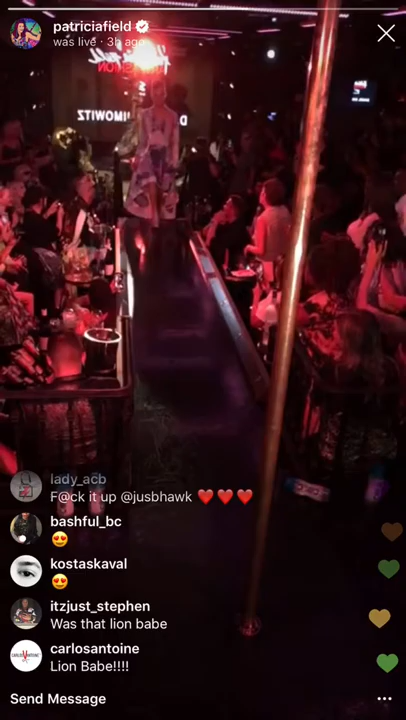 patriciafield
was live · 3h ago
lady_acb
F@ck it up @jusbhawk ❤️❤️❤️
bashful_bc
😍
kostaskaval
😍
itzjust_stephen
Was that lion babe
carlosantoine
Lion Babe!!!!
Send Message